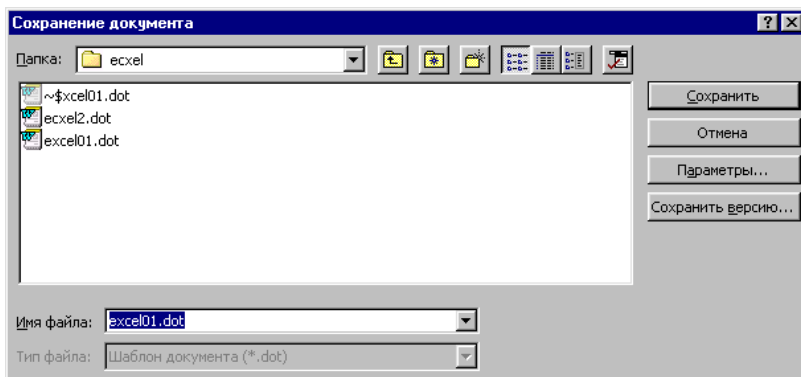 Сохранение документа
Папка: ecxel
~$xcel01.dot
ecxel2.dot
excel01.dot
Сохранить
Отмена
Параметры...
Сохранить версию...
Имя файла: excel01.dot
Тип файла: Шаблон документа (*.dot)